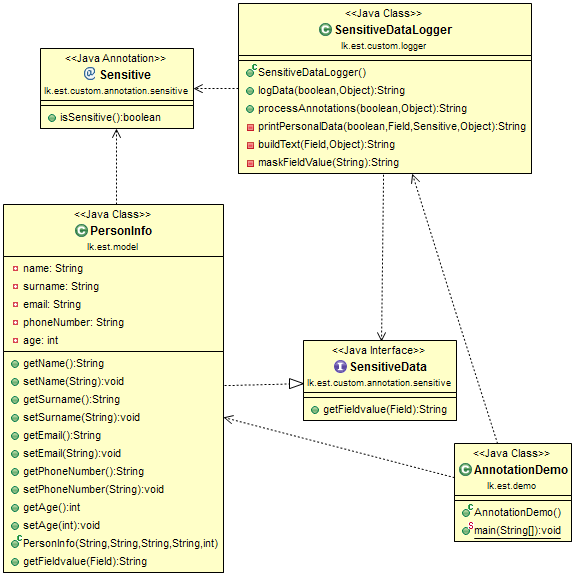 <<Java Class>>
SensitiveDataLogger
lk.est.custom.logger
SensitiveDataLogger()
logData(boolean,Object):String
processAnnotations(boolean,Object):String
printPersonalData(boolean,Field,Sensitive,Object):String
buildText(Field,Object):String
maskFieldValue(String):String
<<Java Annotation>>
Sensitive
lk.est.custom.annotation.sensitive
isSensitive():boolean
<<Java Class>>
PersonInfo
lk.est.model
name: String
surname: String
email: String
phoneNumber: String
age: int
getName():String
setName(String):void
getSurname():String
setSurname(String):void
getEmail():String
setEmail(String):void
getPhoneNumber():String
setPhoneNumber(String):void
getAge():int
setAge(int):void
PersonInfo(String,String,String,String,int)
getFieldvalue(Field):String
<<Java Interface>>
SensitiveData
lk.est.custom.annotation.sensitive
getFieldvalue(Field):String
<<Java Class>>
AnnotationDemo
lk.est.demo
AnnotationDemo()
main(String[]):void